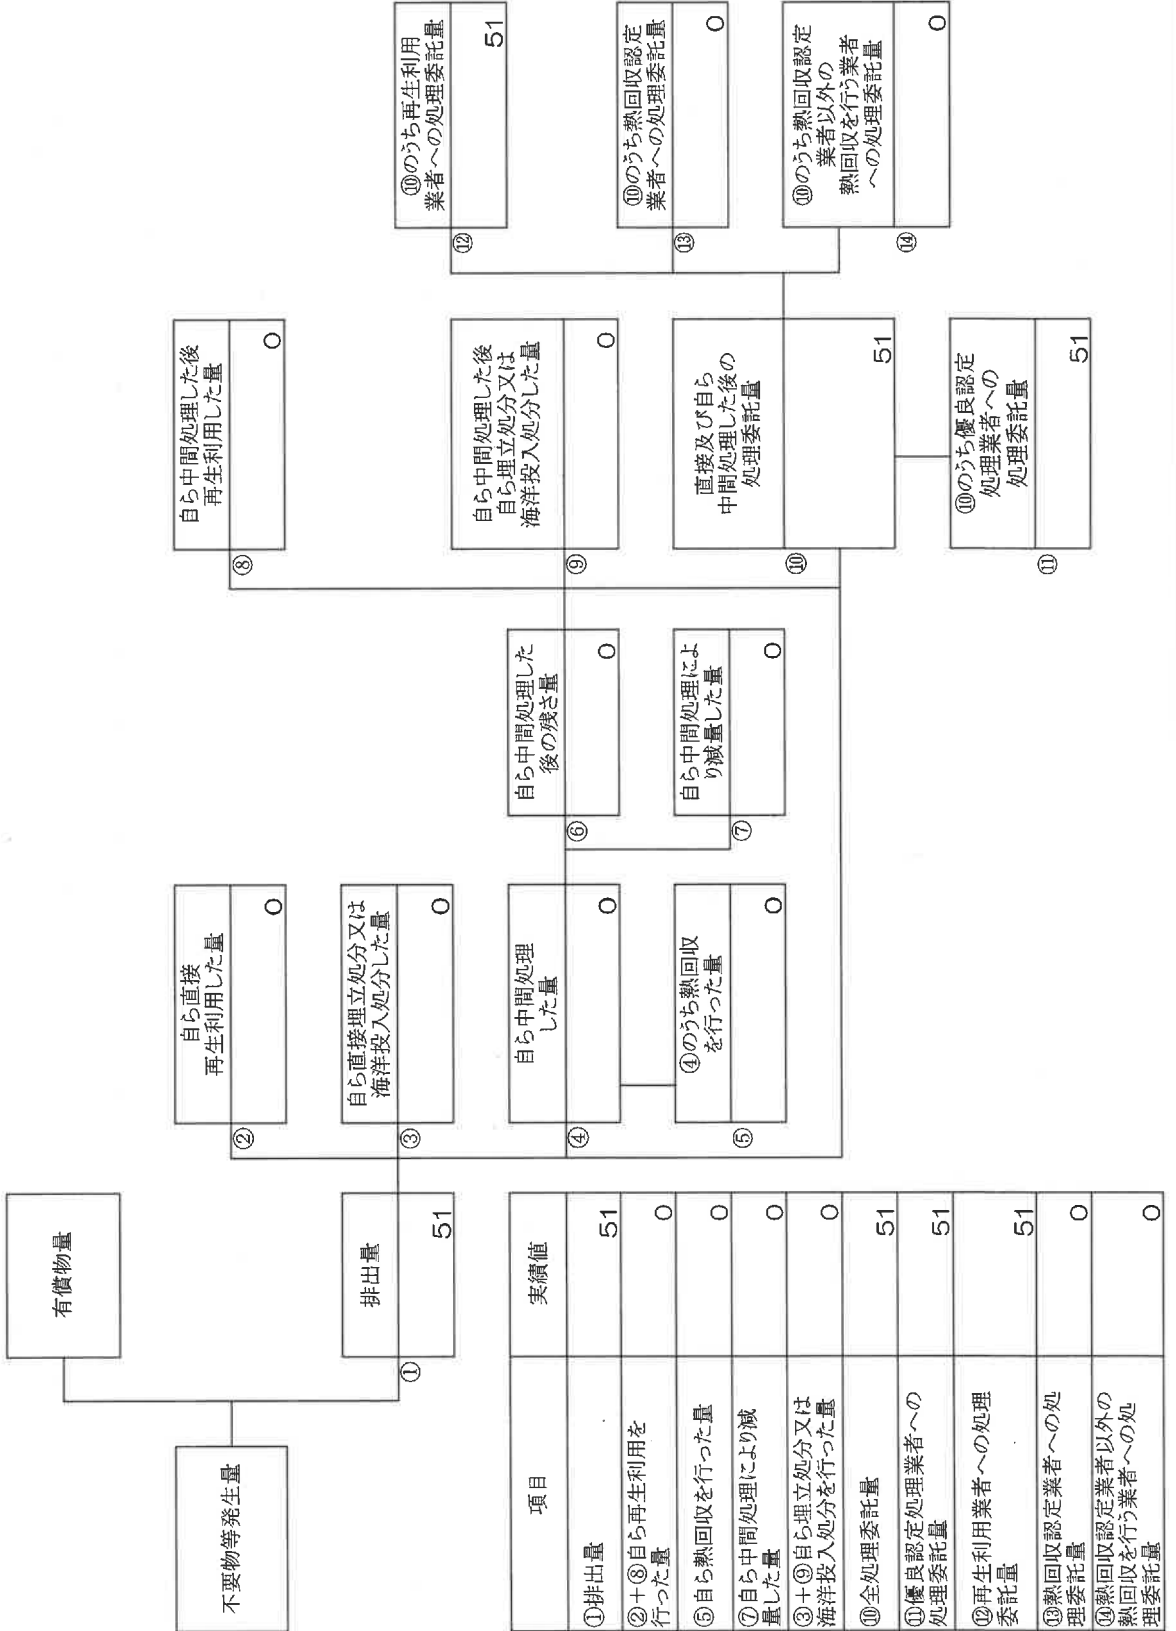 不要物等発生量
有償物量
排出量
①
51
自ら直接
再生利用した量
②
0
自ら直接埋立処分又は
海洋投入処分した量
③
0
自ら中間処理
した量
④
0
④のうち熱回収
を行った量
⑤
0
自ら中間処理した
後の残さ量
⑥
0
自ら中間処理によ
り減量した量
⑦
0
自ら中間処理した後
再生利用した量
⑧
0
自ら中間処理した後
自ら埋立処分又は
海洋投入処分した量
⑨
0
直接及び自ら
中間処理した後の
処理委託量
⑩
51
⑩のうち優良認定
処理業者への
処理委託量
⑪
51
⑩のうち再生利用
業者への処理委託量
⑫
51
⑩のうち熱回収認定
業者への処理委託量
⑬
0
⑩のうち熱回収認定
業者以外の
熱回収を行う業者
への処理委託量
⑭
0
項目 実績値
①排出量 51
②+⑧自ら再生利用を
行った量 0
⑤自ら熱回収を行った量 0
⑦自ら中間処理により減
量した量 0
③+⑨自ら埋立処分又は
海洋投入処分を行った量 0
⑩全処理委託量 51
⑪優良認定処理業者への
処理委託量 51
⑫再生利用業者への処理
委託量 51
⑬熱回収認定業者への処
理委託量 0
⑭熱回収認定業者以外の
熱回収を行う業者への処
理委託量 0